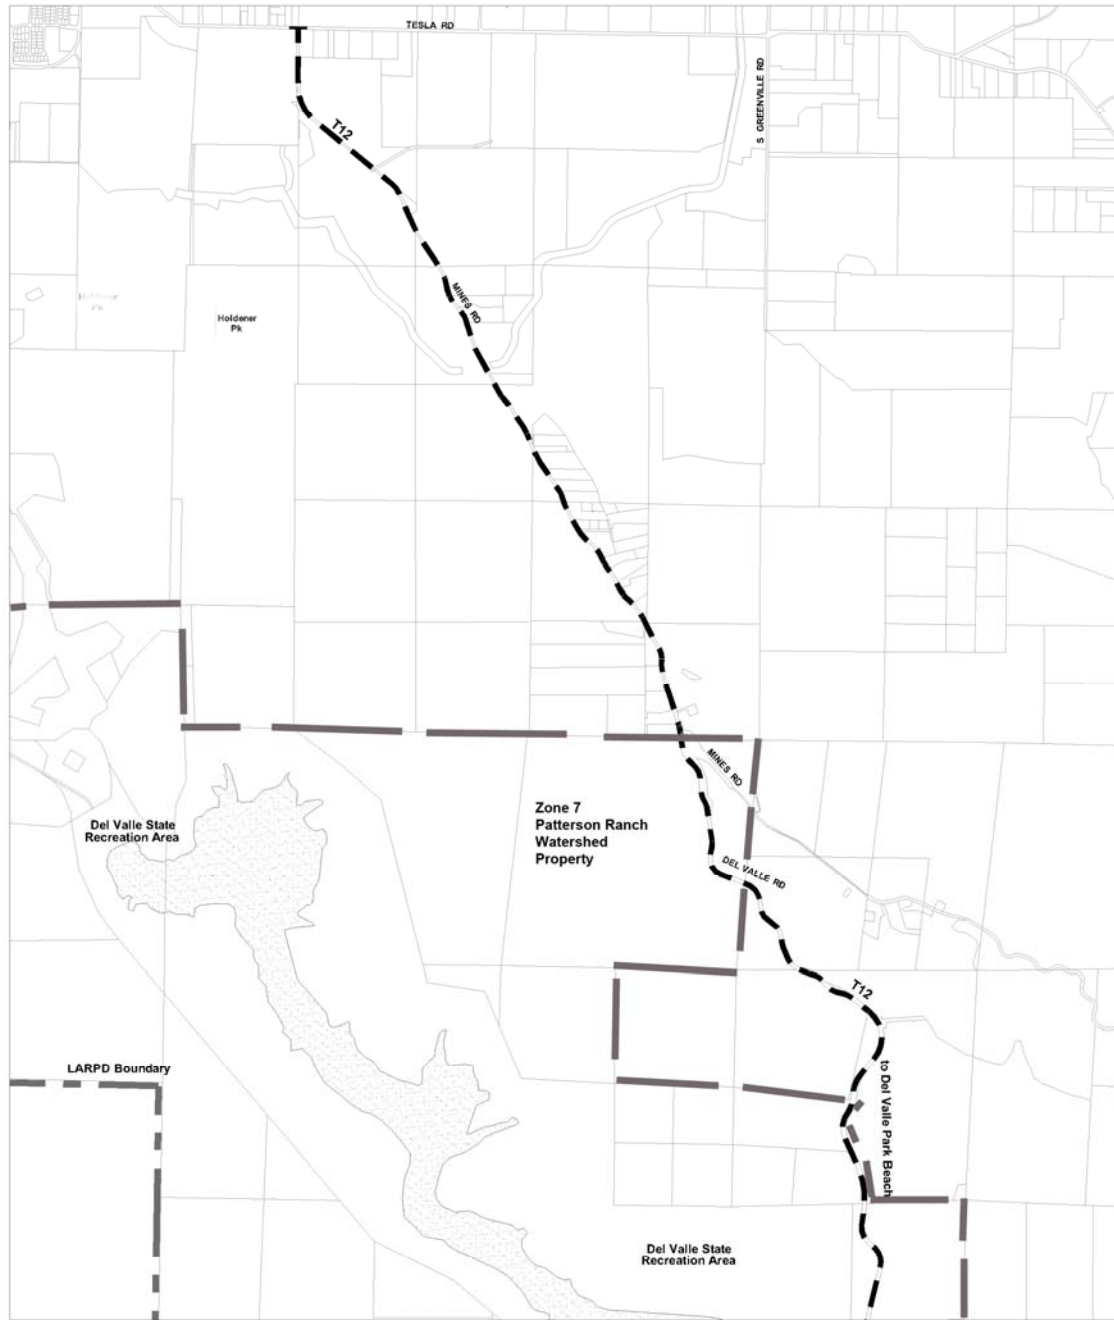 TESLA RD
S GREENVILLE RD
T12
MINES RD
Holdener
Pk
Holdener
Pk
MINES RD
Zone 7
Patterson Ranch
Watershed
Property
Del Valle State
Recreation Area
DEL VALLE RD
T12
LARPD Boundary
to Del Valle Park Beach
Del Valle State
Recreation Area